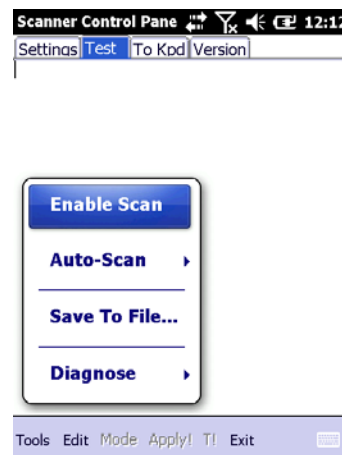 Scanner Control Pane 12:12
Settings Test To Kpd Version
Enable Scan
Auto-Scan
Save To File...
Diagnose
Tools Edit Mode Apply! T! Exit